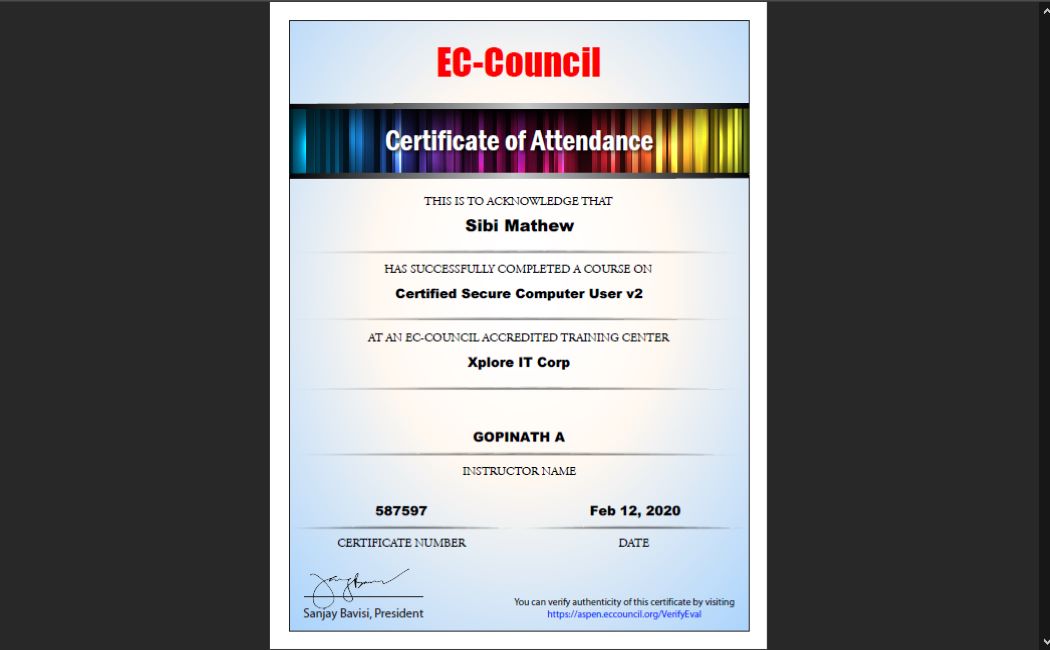 EC-Council
Certificate of Attendance
THIS IS TO ACKNOWLEDGE THAT
Sibi Mathew
HAS SUCCESSFULLY COMPLETED A COURSE ON
Certified Secure Computer User v2
AT AN EC-COUNCIL ACCREDITED TRAINING CENTER
Xplore IT Corp
GOPINATH A
INSTRUCTOR NAME
587597
CERTIFICATE NUMBER
Feb 12, 2020
DATE
Sanjay Bavisi, President
You can verify authenticity of this certificate by visiting
https://aspen.eccouncil.org/VerifyEval